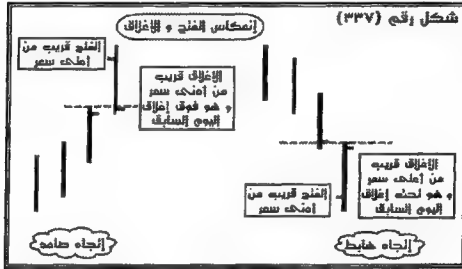 شكل رقم (٣٣٧)
إنعكاس الفتح و الإغلاق
الفتح قريب من
أعلى سعر
الإغلاق قريب
من أدنى سعر
و هو فوق إغلاق
اليوم السابق
الإغلاق قريب
من أعلى سعر
و هو تحت إغلاق
اليوم السابق
الفتح قريب من
أدنى سعر
إتجاه صاعد
إتجاه هابط